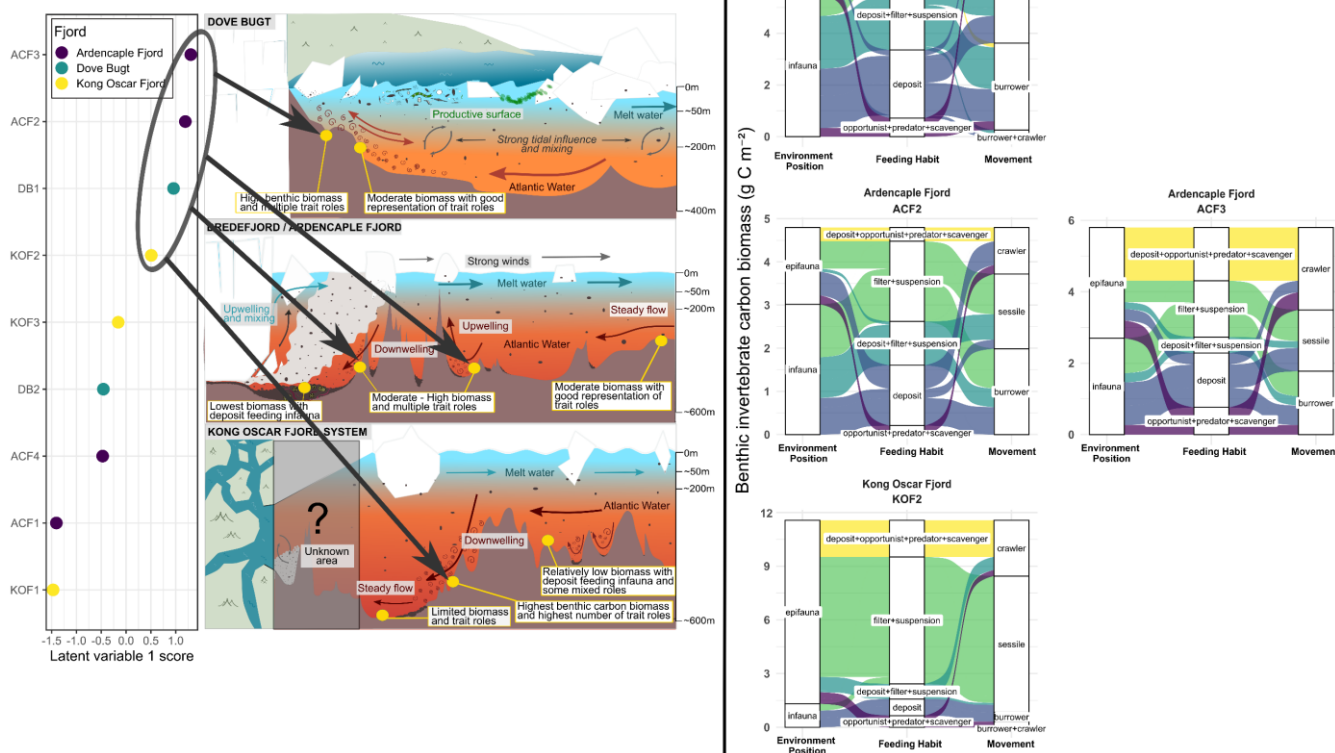 Fjord
Ardencaple Fjord
Dove Bugt
Kong Oscar Fjord
ACF3
ACF2
DB1
KOF2
KOF3
DB2
ACF4
ACF1
KOF1
-1.5 -1.0 -0.5 0.0 0.5 1.0
Latent variable 1 score
DOVE BUGT
0m
~50m
~200m
~400m
Productive surface
Melt water
Strong tidal influence
and mixing
Atlantic Water
High benthic biomass
and multiple trait roles
Moderate biomass with good
representation of trait roles
BREDEFJORD / ARDENCAPLE FJORD
Strong winds
Melt water
0m
~50m
~200m
~600m
Upwelling
and mixing
Steady flow
Upwelling
Downwelling
Atlantic Water
Lowest biomass with
deposit feeding infauna
Moderate - High biomass
and multiple trait roles
Moderate biomass with
good representation of
trait roles
KONG OSCAR FJORD SYSTEM
0m
~50m
~200m
~600m
Melt water
Atlantic Water
?
Unknown
area
Downwelling
Steady flow
Relatively low biomass with
deposit feeding infauna and
some mixed roles
Limited biomass
and trait roles
Highest benthic carbon biomass
and highest number of trait roles
Benthic invertebrate carbon biomass (g C m⁻²)
4
2
0
infauna
deposit+filter+suspension
deposit
opportunist+predator+scavenger
burrower
burrower+crawler
Environment
Position
Feeding Habit
Movement
Ardencaple Fjord
ACF2
5
4
3
2
1
0
epifauna
infauna
deposit+opportunist+predator+scavenger
filter+suspension
deposit+filter+suspension
deposit
opportunist+predator+scavenger
crawler
sessile
burrower
Environment
Position
Feeding Habit
Movement
Ardencaple Fjord
ACF3
6
4
2
0
epifauna
infauna
deposit+opportunist+predator+scavenger
filter+suspension
deposit+filter+suspension
deposit
opportunist+predator+scavenger
crawler
sessile
burrower
Environment
Position
Feeding Habit
Movemen
Kong Oscar Fjord
KOF2
12
9
6
3
0
epifauna
infauna
deposit+opportunist+predator+scavenger
filter+suspension
deposit+filter+suspension
deposit
opportunist+predator+scavenger
crawler
sessile
burrower
burrower+crawler
Environment
Position
Feeding Habit
Movement